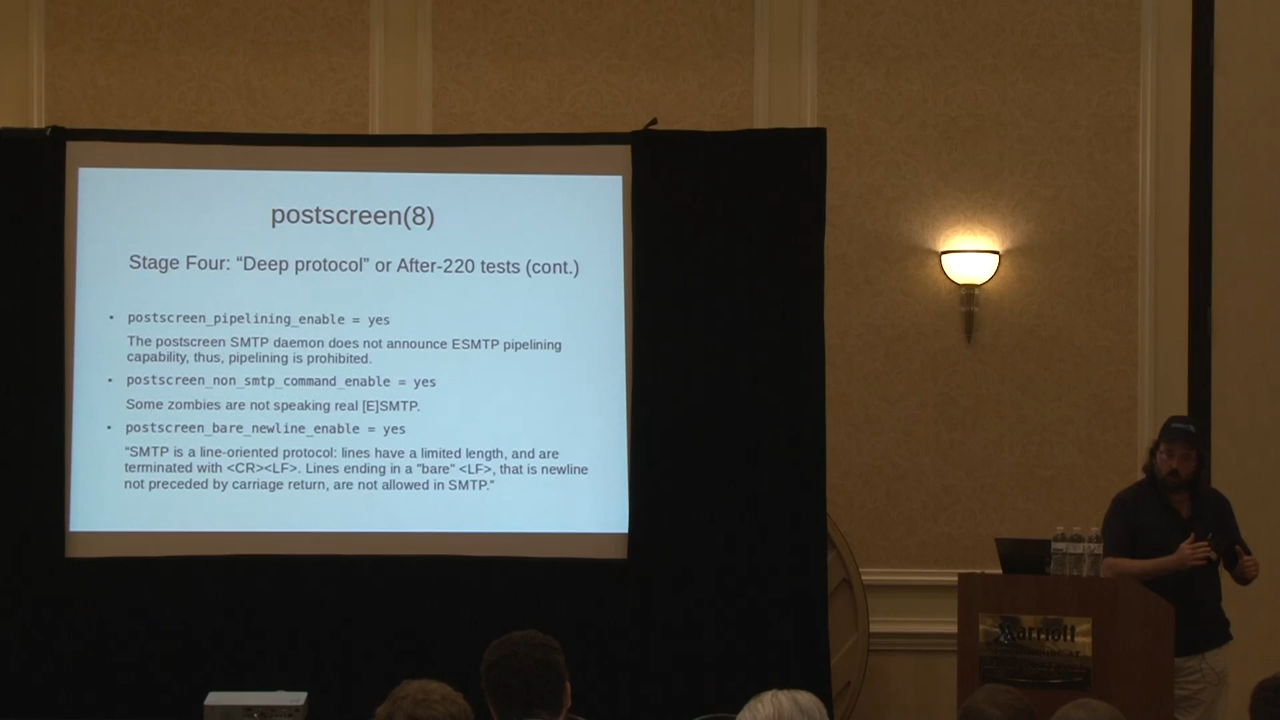 postscreen(8)
Stage Four: “Deep protocol” or After-220 tests (cont.)
• postscreen_pipelining_enable = yes
The postscreen SMTP daemon does not announce ESMTP pipelining
capability, thus, pipelining is prohibited.
• postscreen_non_smtp_command_enable = yes
Some zombies are not speaking real [E]SMTP.
• postscreen_bare_newline_enable = yes
“SMTP is a line-oriented protocol: lines have a limited length, and are
terminated with <CR><LF>. Lines ending in a "bare" <LF>, that is newline
not preceded by carriage return, are not allowed in SMTP.”
Marriott